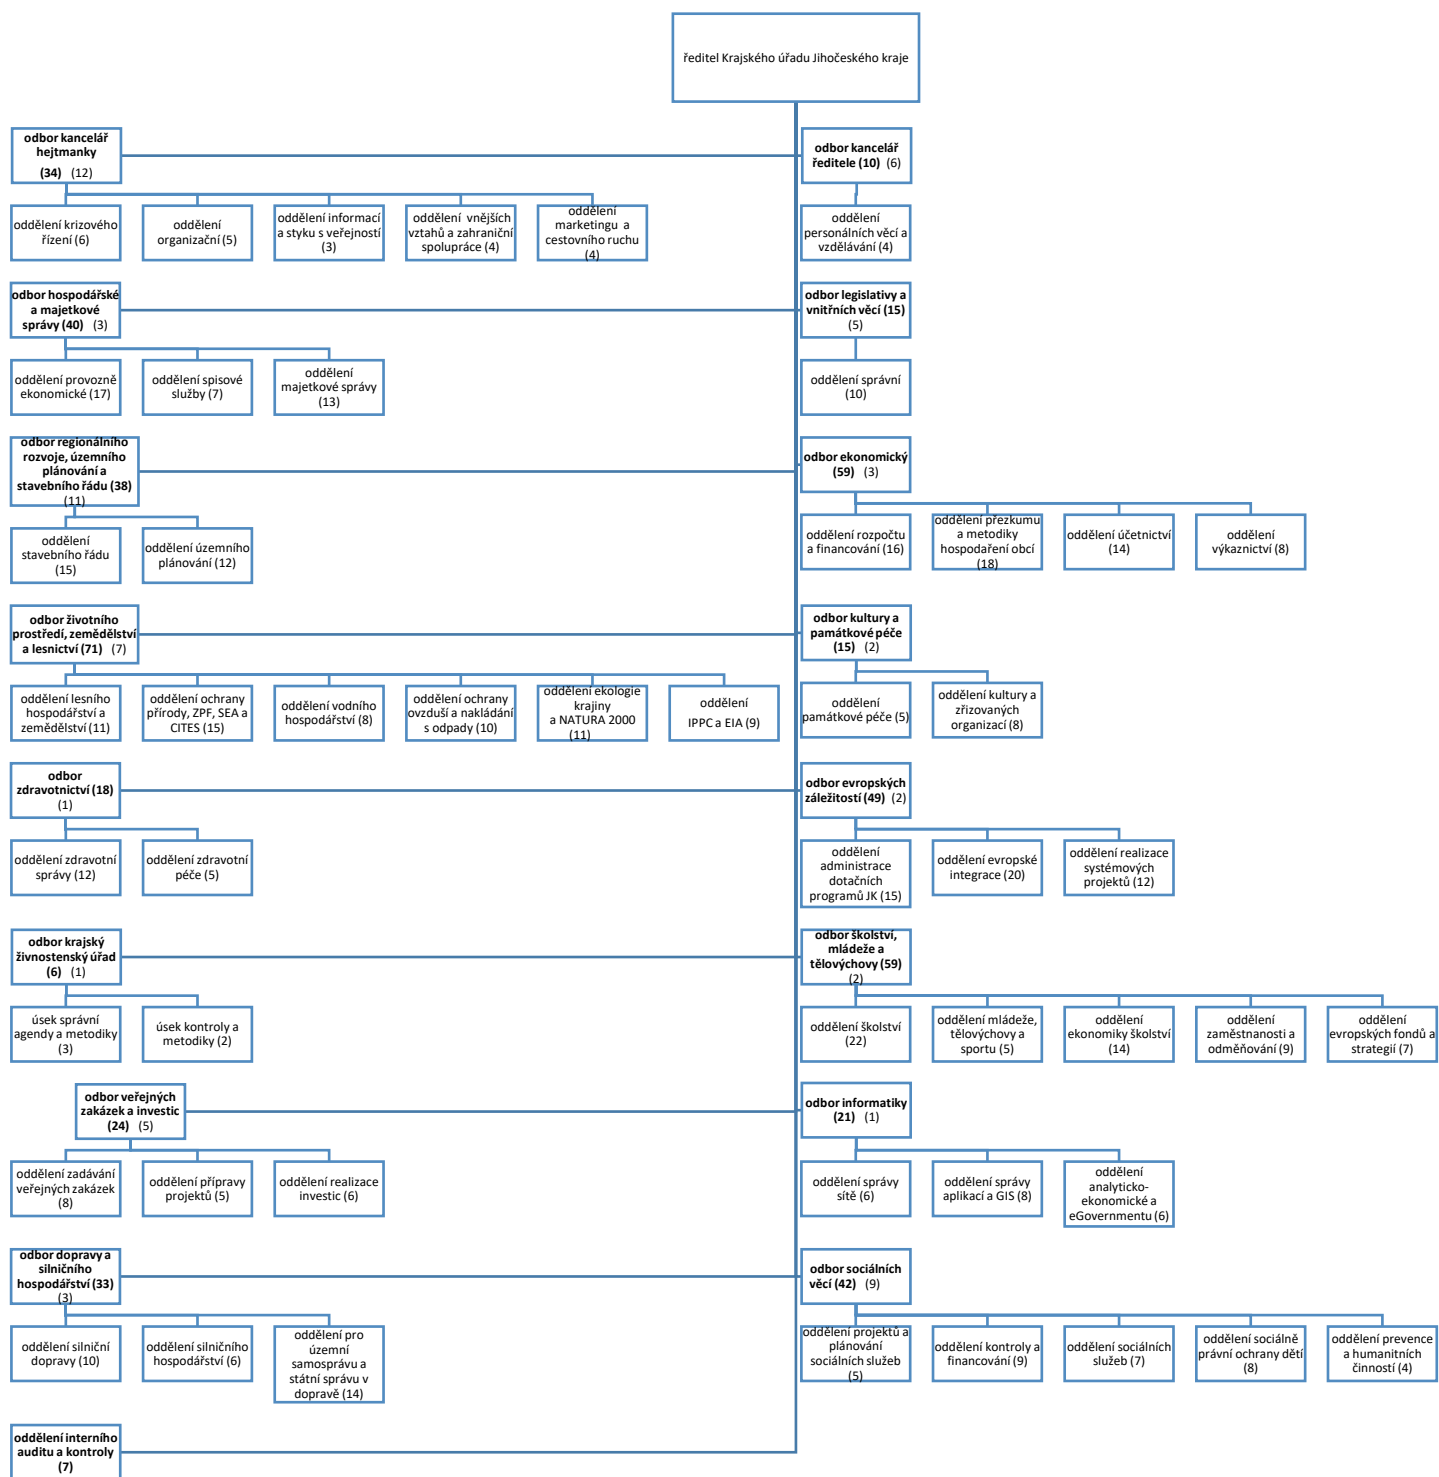 ředitel Krajského úřadu Jihočeského kraje
odbor kancelář
hejtmanky
(34) (12)
odbor kancelář
ředitele (10) (6)
oddělení krizového
řízení (6)
oddělení
organizační (5)
oddělení informací
a styku s veřejností
(3)
oddělení vnějších
vztahů a zahraniční
spolupráce (4)
oddělení
marketingu a
cestovního ruchu
(4)
oddělení
personálních věcí a
vzdělávání (4)
odbor hospodářské
a majetkové
správy (40) (3)
odbor legislativy a
vnitřních věcí (15)
(5)
oddělení provozně
ekonomické (17)
oddělení spisové
služby (7)
oddělení
majetkové správy
(13)
oddělení správní
(10)
odbor regionálního
rozvoje, územního
plánování a
stavebního řádu (38)
(11)
odbor ekonomický
(59) (3)
oddělení
stavebního řádu
(15)
oddělení územního
plánování (12)
oddělení rozpočtu
a financování (16)
oddělení přezkumu
a metodiky
hospodaření obcí
(18)
oddělení účetnictví
(14)
oddělení
výkaznictví (8)
odbor životního
prostředí, zemědělství
a lesnictví (71) (7)
odbor kultury a
památkové péče
(15) (2)
oddělení lesního
hospodářství a
zemědělství (11)
oddělení ochrany
přírody, ZPF, SEA a
CITES (15)
oddělení vodního
hospodářství (8)
oddělení ochrany
ovzduší a nakládání
s odpady (10)
oddělení ekologie
krajiny
a NATURA 2000
(11)
oddělení
IPPC a EIA (9)
oddělení
památkové péče (5)
oddělení kultury a
zřizovaných
organizací (8)
odbor
zdravotnictví (18)
(1)
odbor evropských
záležitostí (49) (2)
oddělení zdravotní
správy (12)
oddělení zdravotní
péče (5)
oddělení
administrace
dotačních
programů JK (15)
oddělení evropské
integrace (20)
oddělení realizace
systémových
projektů (12)
odbor krajský
živnostenský úřad
(6) (1)
odbor školství,
mládeže a
tělovýchovy (59)
(2)
úsek správní
agendy a metodiky
(3)
úsek kontroly a
metodiky (2)
oddělení školství
(22)
oddělení mládeže,
tělovýchovy a
sportu (5)
oddělení
ekonomiky školství
(14)
oddělení
zaměstnanosti a
odměňování (9)
oddělení
evropských fondů a
strategií (7)
odbor veřejných
zakázek a investic
(24) (5)
odbor informatiky
(21) (1)
oddělení zadávání
veřejných zakázek
(8)
oddělení přípravy
projektů (5)
oddělení realizace
investic (6)
oddělení správy
sítě (6)
oddělení správy
aplikací a GIS (8)
oddělení
analyticko-
ekonomické a
eGovernmentu (6)
odbor dopravy a
silničního
hospodářství (33)
(3)
odbor sociálních
věcí (42) (9)
oddělení silniční
dopravy (10)
oddělení silničního
hospodářství (6)
oddělení pro
územní
samosprávu a
státní správu v
dopravě (14)
oddělení projektů a
plánování
sociálních služeb
(5)
oddělení kontroly a
financování (9)
oddělení sociálních
služeb (7)
oddělení sociálně
právní ochrany dětí
(8)
oddělení prevence
a humanitních
činností (4)
oddělení interního
auditu a kontroly
(7)